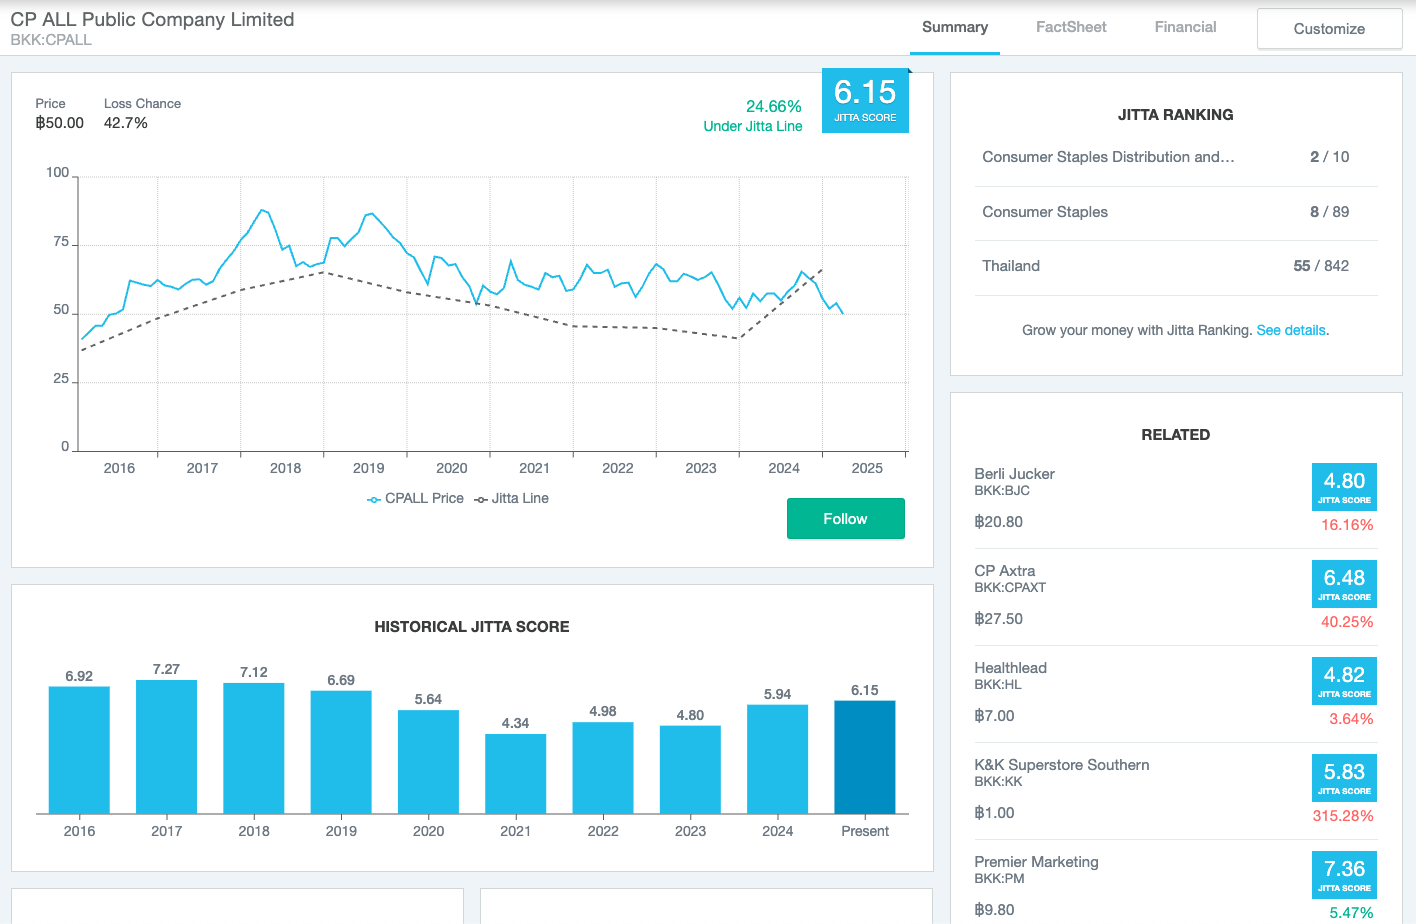 CP ALL Public Company Limited
BKK:CPALL
Summary
FactSheet
Financial
Customize
Price
Loss Chance
฿50.00
42.7%
24.66%
Under Jitta Line
6.15
JITTA SCORE
100
75
50
25
0
2016
2017
2018
2019
2020
2021
2022
2023
2024
2025
CPALL Price
Jitta Line
Follow
HISTORICAL JITTA SCORE
6.92
7.27
7.12
6.69
5.64
4.34
4.98
4.80
5.94
6.15
2016
2017
2018
2019
2020
2021
2022
2023
2024
Present
JITTA RANKING
Consumer Staples Distribution and…
2 / 10
Consumer Staples
8 / 89
Thailand
55 / 842
Grow your money with Jitta Ranking. See details.
RELATED
Berli Jucker
BKK:BJC
฿20.80
4.80
JITTA SCORE
16.16%
CP Axtra
BKK:CPAXT
฿27.50
6.48
JITTA SCORE
40.25%
Healthlead
BKK:HL
฿7.00
4.82
JITTA SCORE
3.64%
K&K Superstore Southern
BKK:KK
฿1.00
5.83
JITTA SCORE
315.28%
Premier Marketing
BKK:PM
฿9.80
7.36
JITTA SCORE
5.47%